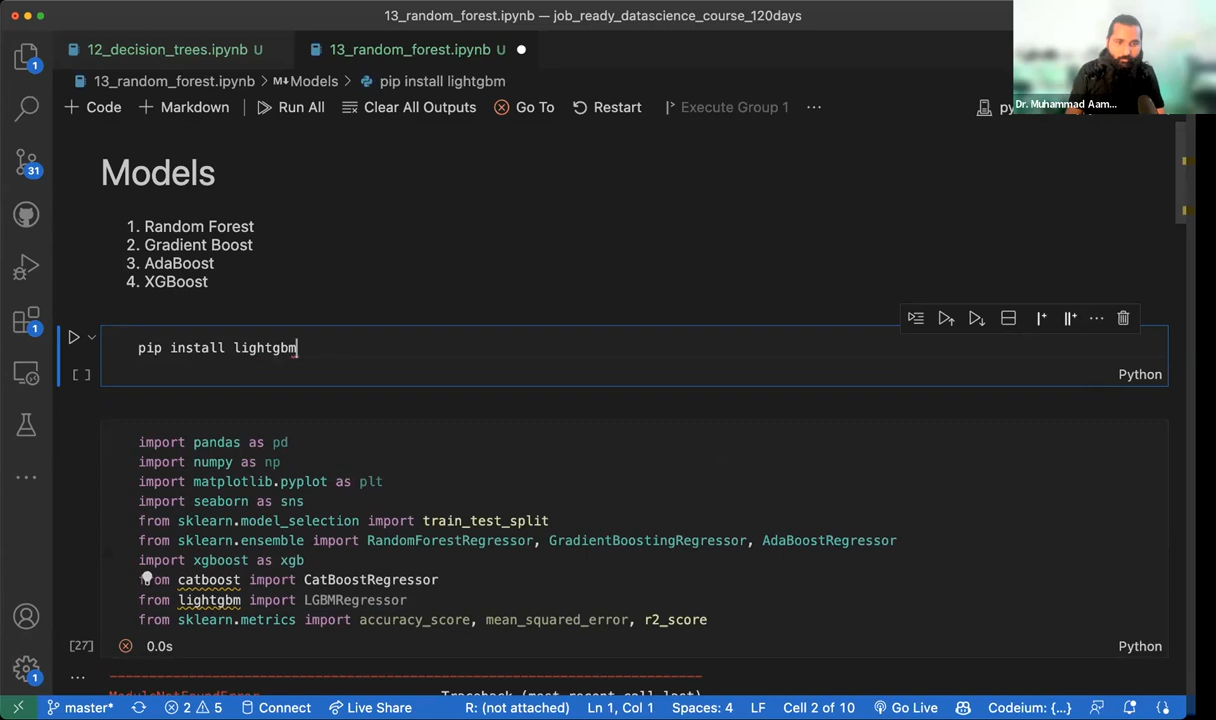 13_random_forest.ipynb — job_ready_datascience_course_120days
12_decision_trees.ipynb U
13_random_forest.ipynb U
13_random_forest.ipynb > M Models > pip install lightgbm
+ Code + Markdown Run All Clear All Outputs Go To Restart Execute Group 1 ...
Dr. Muhammad Aam...
Models
1. Random Forest
2. Gradient Boost
3. AdaBoost
4. XGBoost
pip install lightgbm
[ ]
Python
import pandas as pd
import numpy as np
import matplotlib.pyplot as plt
import seaborn as sns
from sklearn.model_selection import train_test_split
from sklearn.ensemble import RandomForestRegressor, GradientBoostingRegressor, AdaBoostRegressor
import xgboost as xgb
from catboost import CatBoostRegressor
from lightgbm import LGBMRegressor
from sklearn.metrics import accuracy_score, mean_squared_error, r2_score
[27] 0.0s Python
ModuleNotFoundError Traceback (most recent call last)
1
31
1
1
master* 2 5 Connect Live Share R: (not attached) Ln 1, Col 1 Spaces: 4 LF Cell 2 of 10 Go Live Codeium: {...}